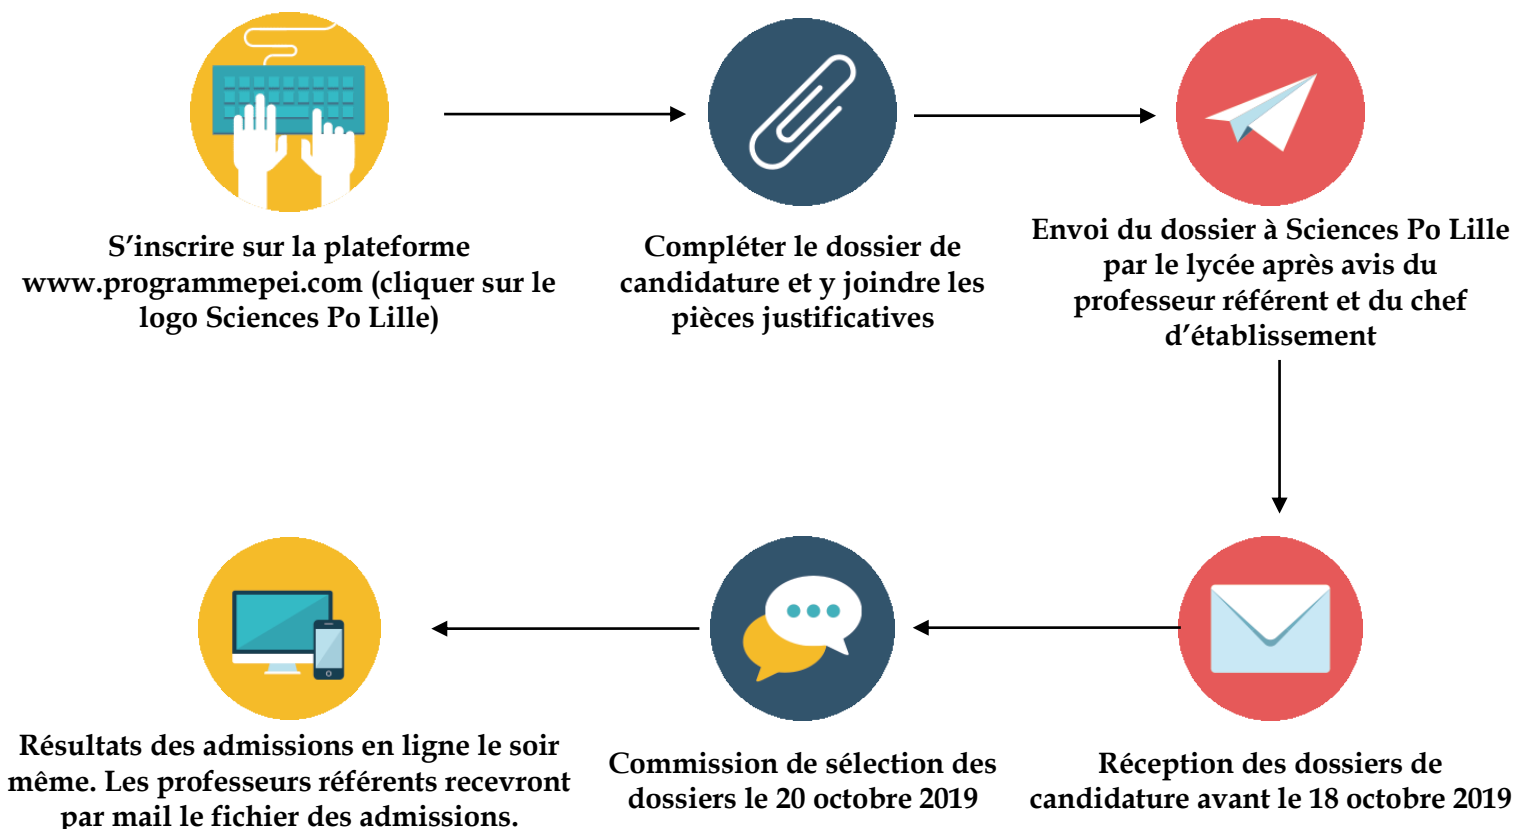 S’inscrire sur la plateforme
www.programmepei.com (cliquer sur le
logo Sciences Po Lille)
Compléter le dossier de
candidature et y joindre les
pièces justificatives
Envoi du dossier à Sciences Po Lille
par le lycée après avis du
professeur référent et du chef
d’établissement
Réception des dossiers de
candidature avant le 18 octobre 2019
Commission de sélection des
dossiers le 20 octobre 2019
Résultats des admissions en ligne le soir
même. Les professeurs référents recevront
par mail le fichier des admissions.